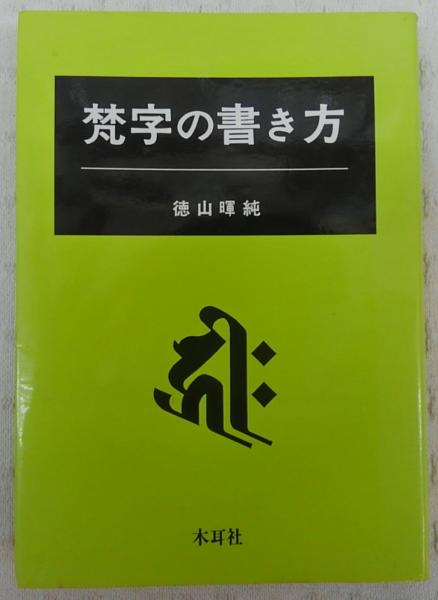 梵字の書き方
徳山暉純
𑖮𑖿𑖨𑖱𑖾
木耳社